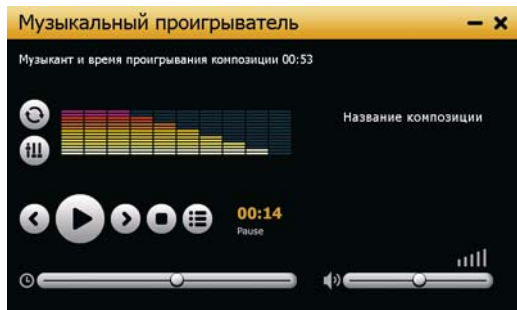 Музыкальный проигрыватель
Музыкант и время проигрывания композиции 00:53
Название композиции
00:14
Pause